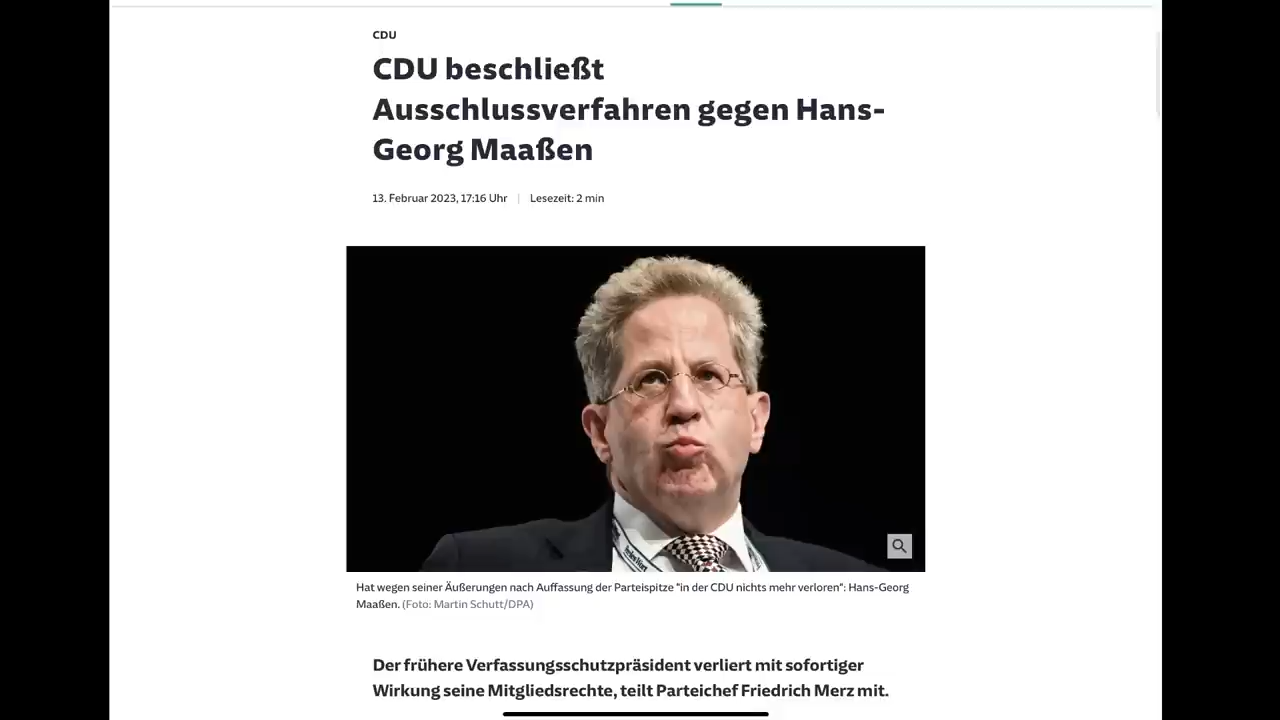 CDU
CDU beschließt
Ausschlussverfahren gegen Hans-
Georg Maaßen
13. Februar 2023, 17:16 Uhr | Lesezeit: 2 min
Hat wegen seiner Äußerungen nach Auffassung der Parteispitze "in der CDU nichts mehr verloren": Hans-Georg
Maaßen. (Foto: Martin Schutt/DPA)
Der frühere Verfassungsschutzpräsident verliert mit sofortiger
Wirkung seine Mitgliedsrechte, teilt Parteichef Friedrich Merz mit.